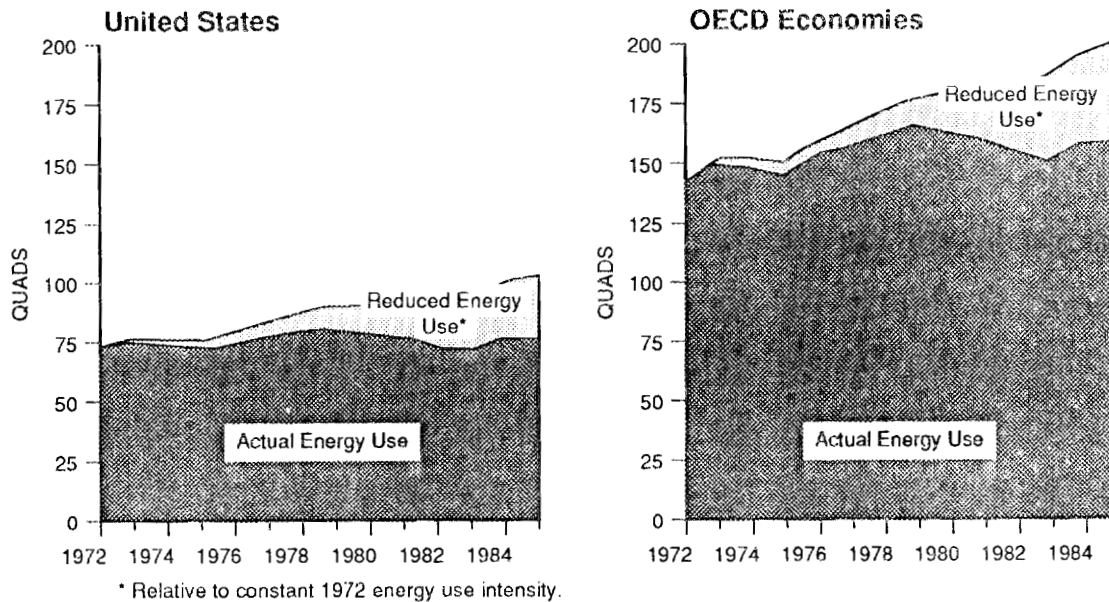 United States
200
175
150
125
100
75
50
25
0
QUADS
Reduced Energy
Use*
Actual Energy Use
1972 1974 1976 1978 1980 1982 1984
* Relative to constant 1972 energy use intensity.
OECD Economies
200
175
150
125
100
75
50
25
0
QUADS
Reduced Energy
Use*
Actual Energy Use
1972 1974 1976 1978 1980 1982 1984